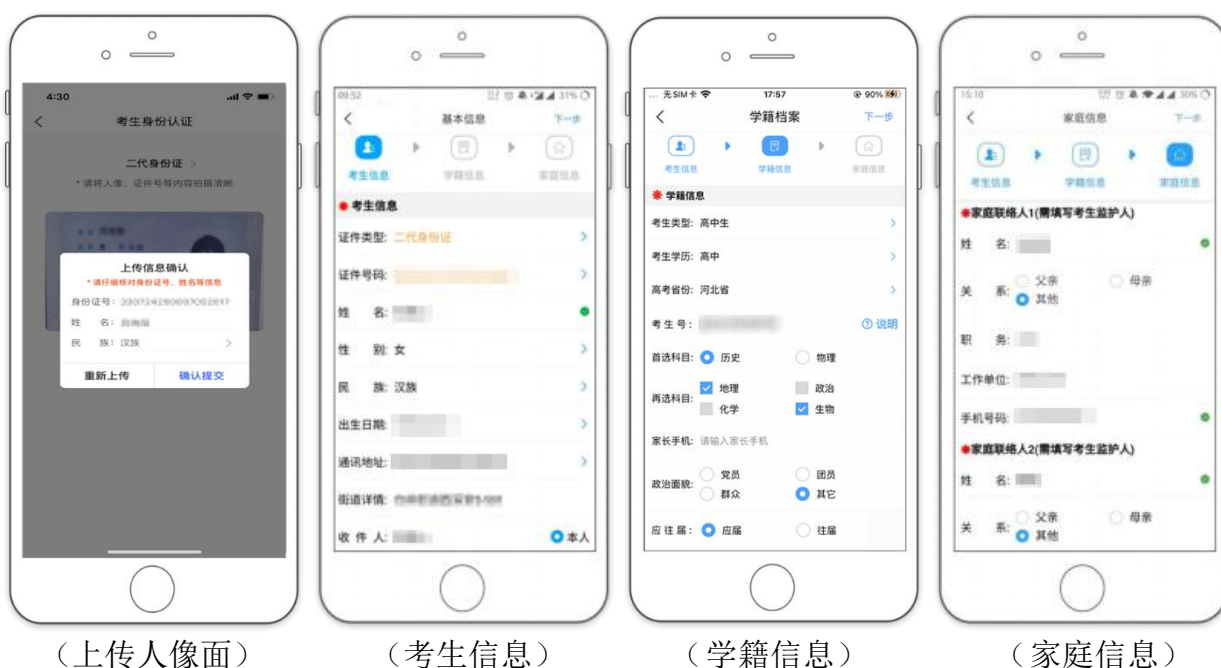 4:30
考生身份认证
二代身份证 >
*请将人像、证件号等内容拍摄清晰
上传信息确认
*请仔细核对身份证号、姓名等信息
身份证号:
姓 名:
民 族: 汉族 >
重新上传 确认提交
(上传人像面)
09:52 31%
基本信息 下一步
考生信息 学籍信息 家庭信息
考生信息
证件类型: 二代身份证
证件号码:
姓 名:
性 别: 女
民 族: 汉族
出生日期:
通讯地址:
街道详情:
收 件 人: 本人
(考生信息)
无SIM卡 17:57 90%
学籍档案 下一步
考生信息 学籍信息 家庭信息
学籍信息
考生类型: 高中生
考生学历: 高中
高考省份: 河北省
考 生 号: ? 说明
首选科目: 历史 物理
再选科目: 地理 政治
化学 生物
家长手机: 请输入家长手机
政治面貌: 党员 团员
群众 其它
应 往 届: 应届 往届
(学籍信息)
15:10 30%
家庭信息 下一步
考生信息 学籍信息 家庭信息
家庭联络人1(需填写考生监护人)
姓 名:
关 系: 父亲 母亲
其他
职 务:
工作单位:
手机号码:
家庭联络人2(需填写考生监护人)
姓 名:
关 系: 父亲 母亲
其他
(家庭信息)